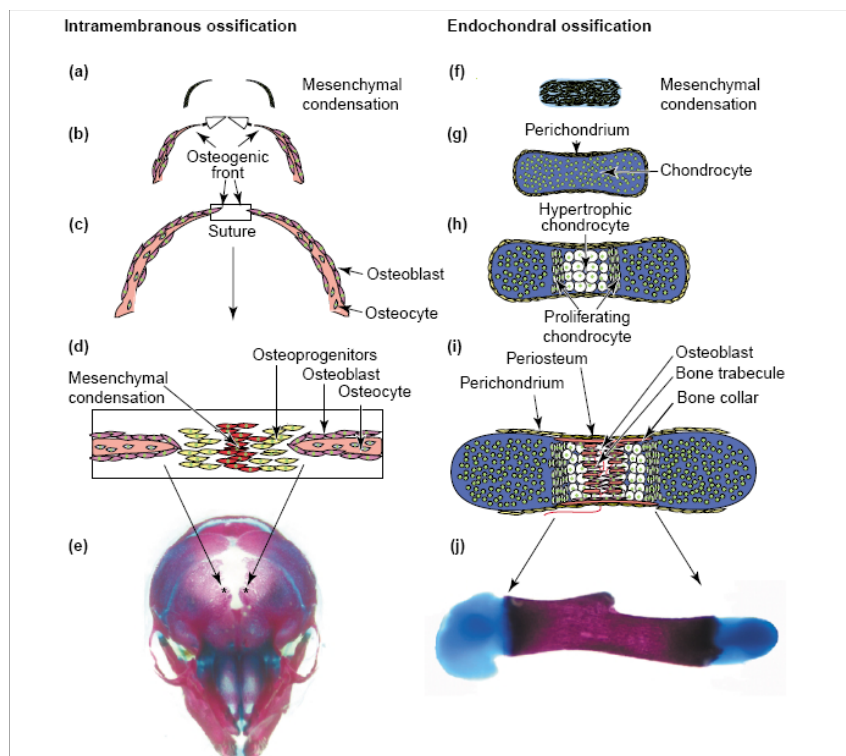 Intramembranous ossification
(a)
Mesenchymal
condensation
(b)
Osteogenic
front
(c)
Suture
Osteoblast
Osteocyte
(d)
Osteoprogenitors
Osteoblast
Osteocyte
Mesenchymal
condensation
(e)
*
*
Endochondral ossification
(f)
Mesenchymal
condensation
(g)
Perichondrium
Chondrocyte
(h)
Hypertrophic
chondrocyte
Proliferating
chondrocyte
(i)
Osteoblast
Periosteum
Bone trabecule
Perichondrium
Bone collar
(j)